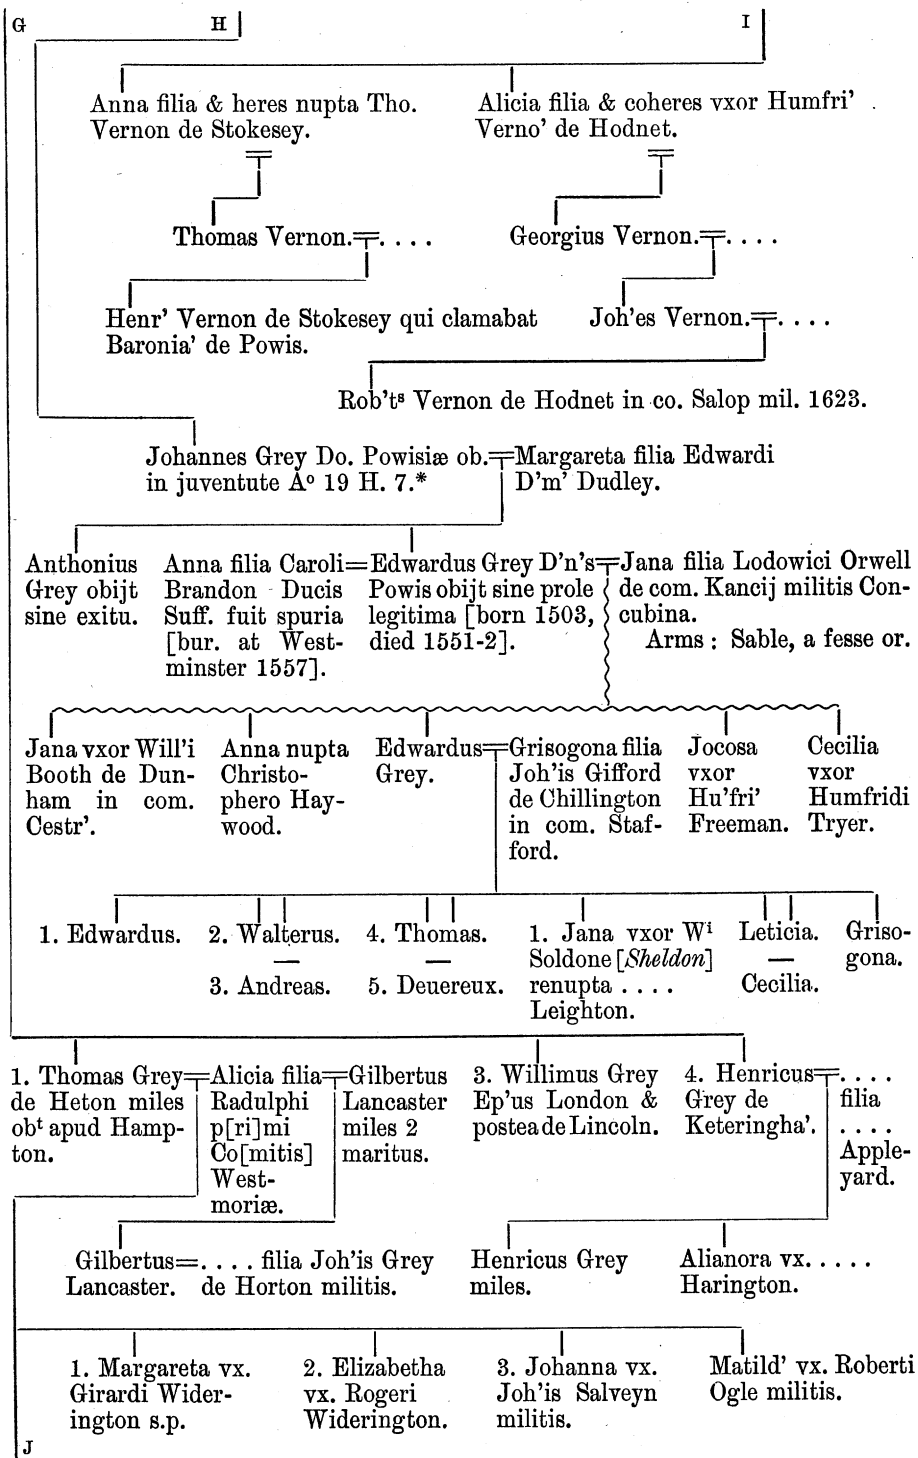 G H I
Anna filia & heres nupta Tho.
Vernon de Stokesey.
Alicia filia & coheres vxor Humfri'
Verno' de Hodnet.
Thomas Vernon.=. . . .
Georgius Vernon.=. . . .
Henr' Vernon de Stokesey qui clamabat
Baronia' de Powis.
Joh'es Vernon.=. . . .
Rob'tˢ Vernon de Hodnet in co. Salop mil. 1623.
Johannes Grey Do. Powisiæ ob.=
in juventute Aº 19 H. 7.*
Margareta filia Edwardi
D'm' Dudley.
Anthonius
Grey obijt
sine exitu.
Anna filia Caroli=
Brandon Ducis
Suff. fuit spuria
[bur. at West-
minster 1557].
Edwardus Grey D'n's=
Powis obijt sine prole
legitima [born 1503,
died 1551-2].
Jana filia Lodowici Orwell
de com. Kancij militis Con-
cubina.
Arms : Sable, a fesse or.
Jana vxor Will'i
Booth de Dun-
ham in com.
Cestr'.
Anna nupta
Christo-
phero Hay-
wood.
Edwardus=
Grey.
Grisogona filia
Joh'is Gifford
de Chillington
in com. Staf-
ford.
Jocosa
vxor
Hu'fri'
Freeman.
Cecilia
vxor
Humfridi
Tryer.
1. Edwardus.
2. Walterus.
—
3. Andreas.
4. Thomas.
—
5. Deuereux.
1. Jana vxor Wⁱ
Soldone [Sheldon]
renupta . . . .
Leighton.
Leticia.
—
Cecilia.
Griso-
gona.
1. Thomas Grey=
de Heton miles
obᵗ apud Hamp-
ton.
Alicia filia=
Radulphi
p[ri]mi
Co[mitis]
West-
moriæ.
Gilbertus
Lancaster
miles 2
maritus.
3. Willimus Grey
Ep'us London &
postea de Lincoln.
4. Henricus=
Grey de
Keteringha'.
. . . .
filia
. . . .
Apple-
yard.
Gilbertus=. . . . filia Joh'is Grey
Lancaster. de Horton militis.
Henricus Grey
miles.
Alianora vx. . . . .
Harington.
1. Margareta vx.
Girardi Wider-
ington s.p.
2. Elizabetha
vx. Rogeri
Widerington.
3. Johanna vx.
Joh'is Salveyn
militis.
Matild' vx. Roberti
Ogle militis.
J